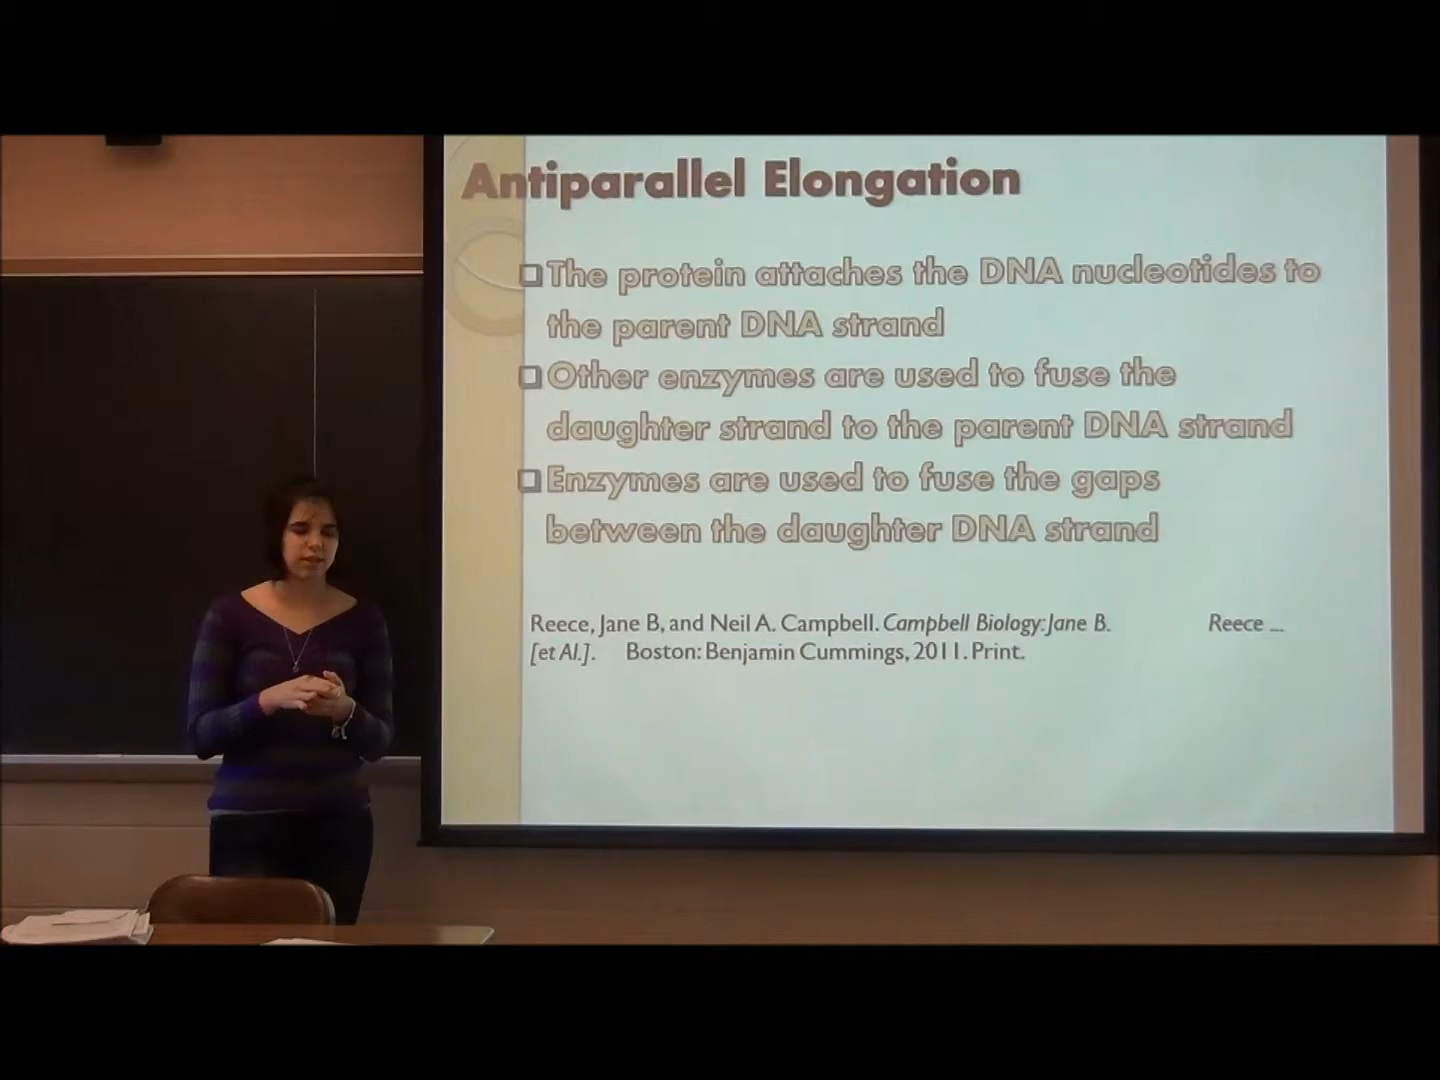 Antiparallel Elongation
The protein attaches the DNA nucleotides to
the parent DNA strand
Other enzymes are used to fuse the
daughter strand to the parent DNA strand
Enzymes are used to fuse the gaps
between the daughter DNA strand
Reece, Jane B, and Neil A. Campbell. Campbell Biology: Jane B. Reece ...
[et Al.]. Boston: Benjamin Cummings, 2011. Print.